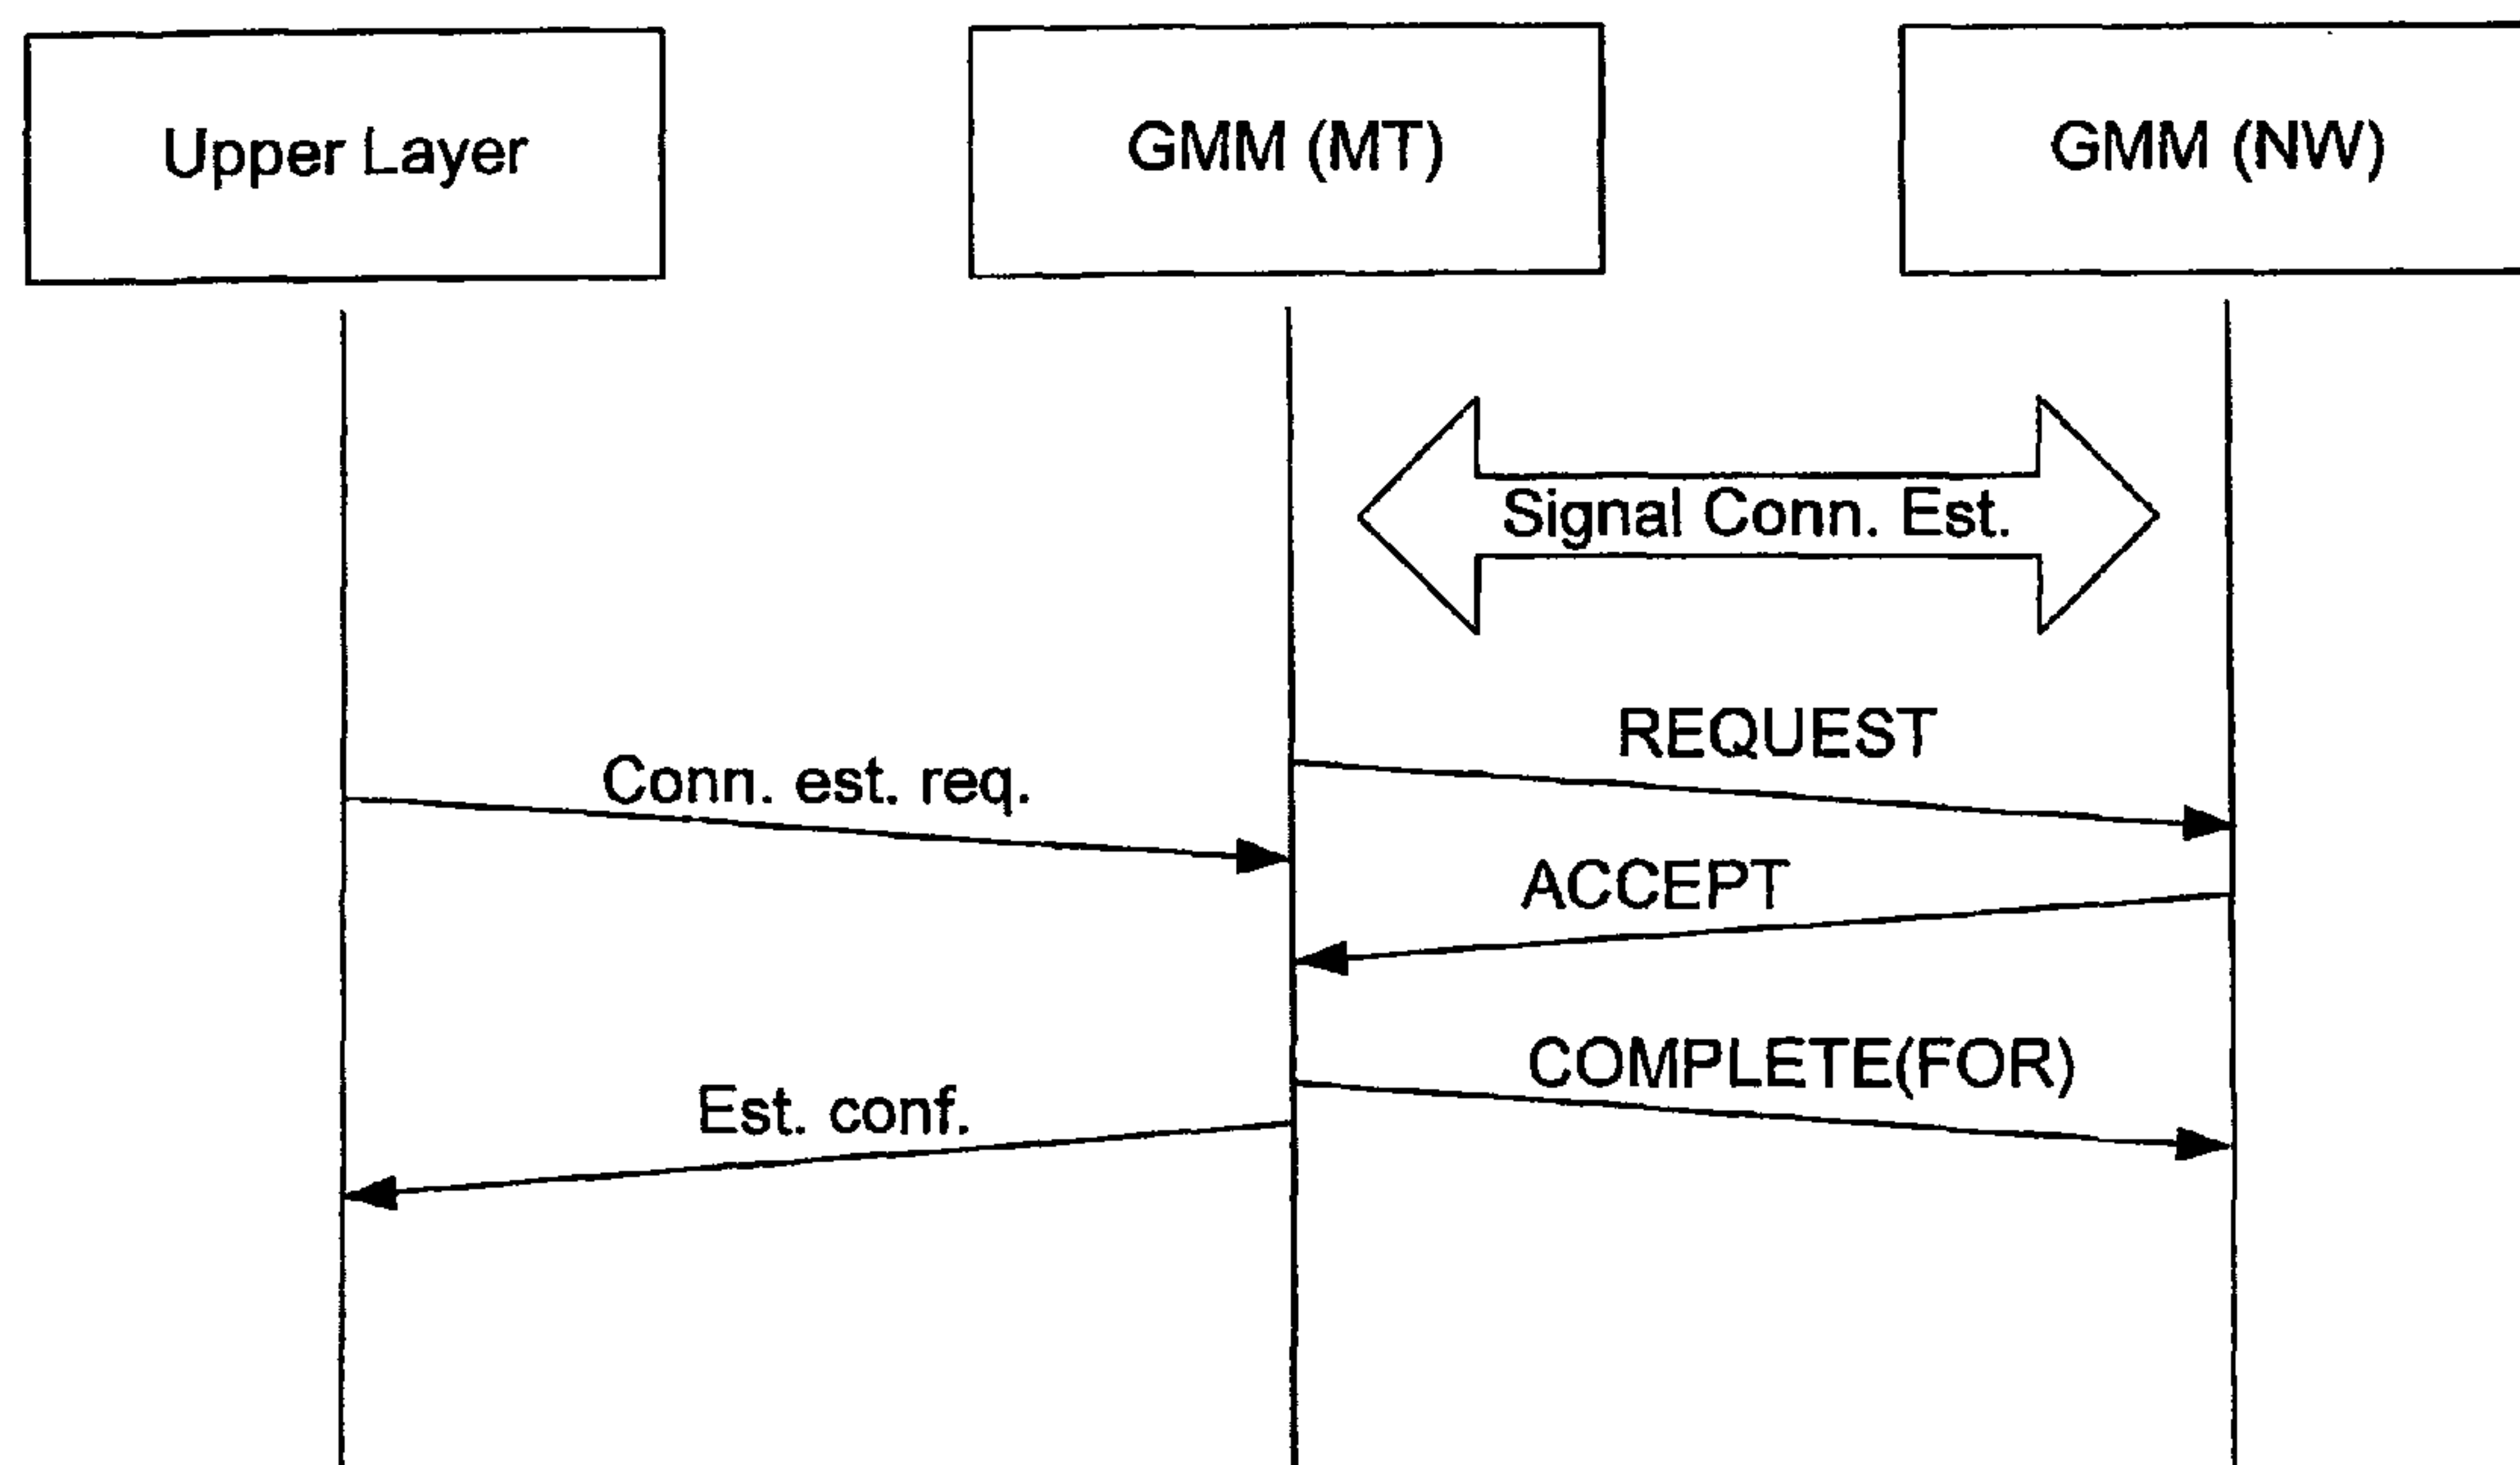 Upper Layer
GMM (MT)
GMM (NW)
Signal Conn. Est.
REQUEST
Conn. est. req.
ACCEPT
COMPLETE(FOR)
Est. conf.